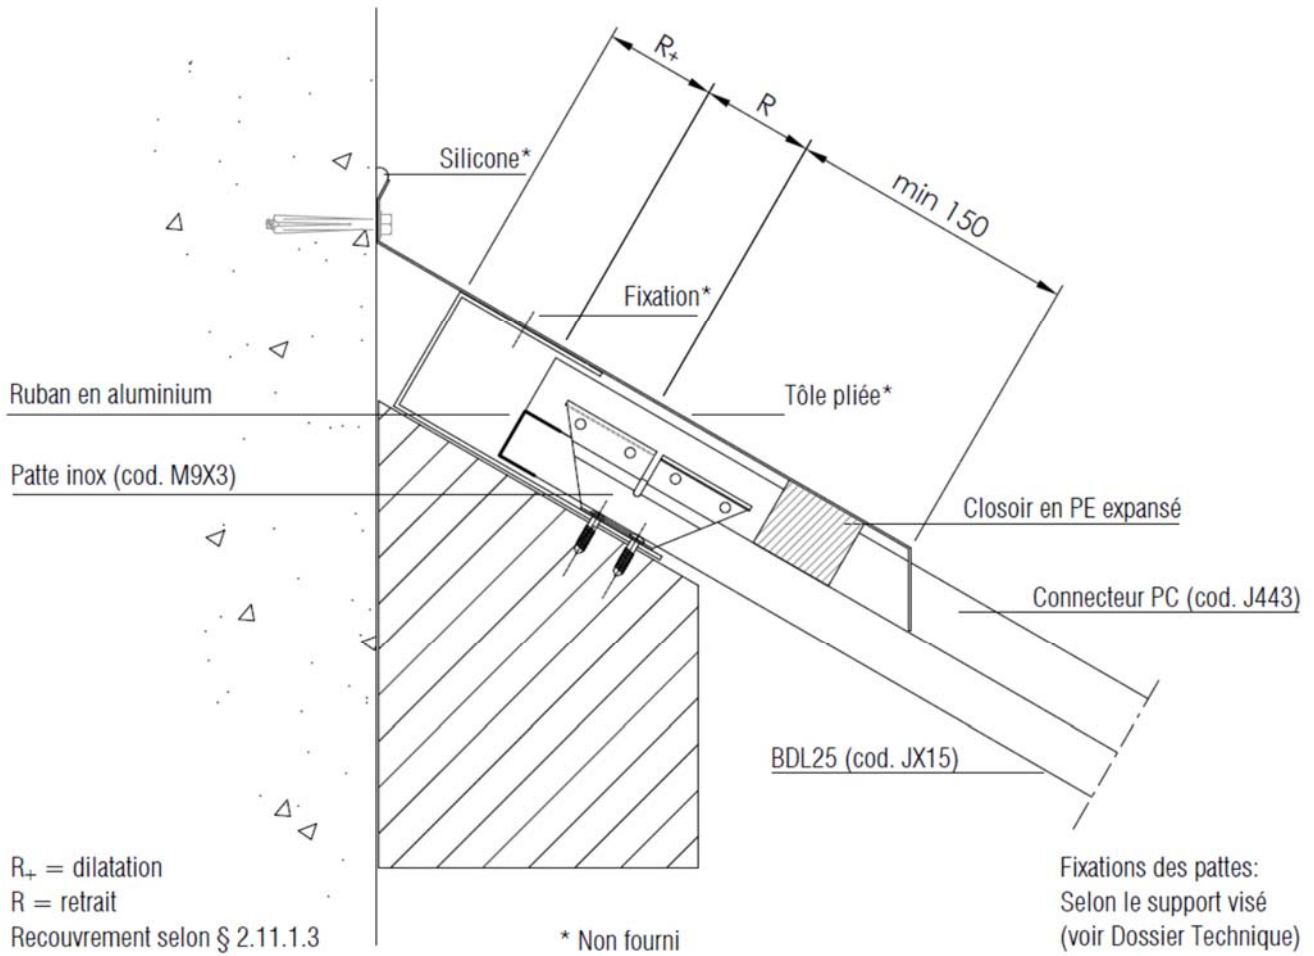 R+
R
min 150
Silicone*
Fixation*
Ruban en aluminium
Tôle pliée*
Patte inox (cod. M9X3)
Closoir en PE expansé
Connecteur PC (cod. J443)
BDL25 (cod. JX15)
R+ = dilatation
R = retrait
Recouvrement selon § 2.11.1.3
* Non fourni
Fixations des pattes:
Selon le support visé
(voir Dossier Technique)